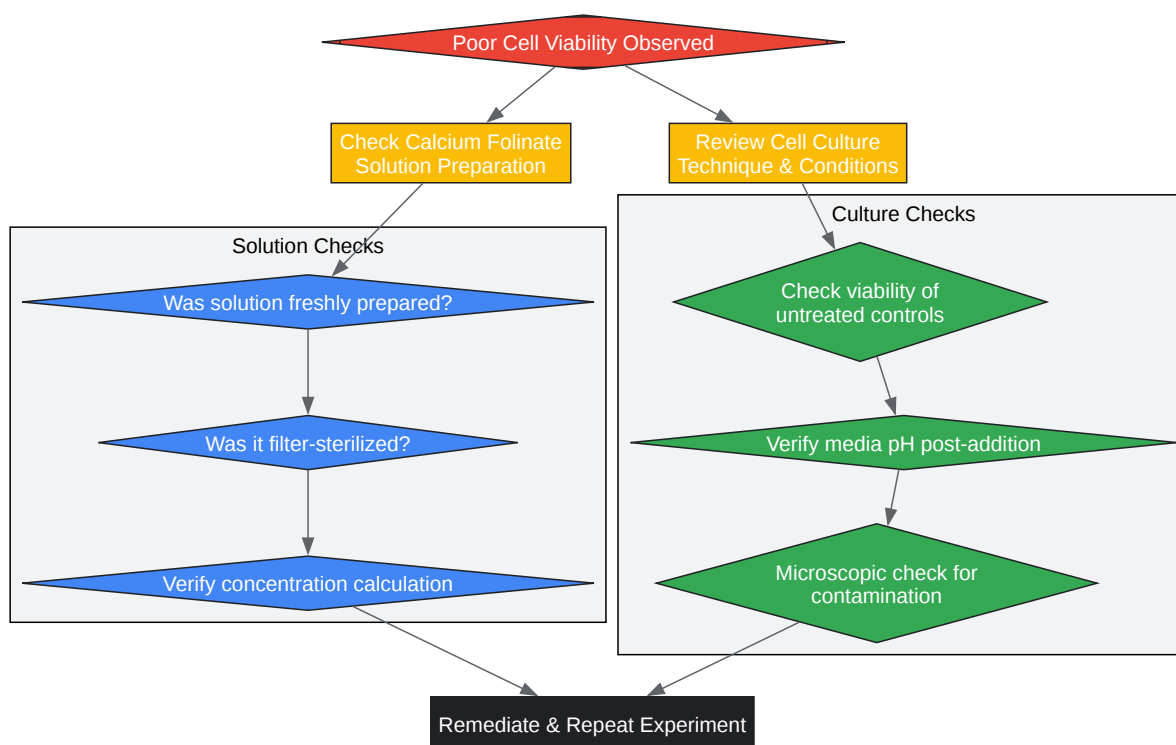 Poor Cell Viability Observed
Check Calcium Folinate
Solution Preparation
Review Cell Culture
Technique & Conditions
Solution Checks
Was solution freshly prepared?
Was it filter-sterilized?
Verify concentration calculation
Culture Checks
Check viability of
untreated controls
Verify media pH post-addition
Microscopic check for
contamination
Remediate & Repeat Experiment